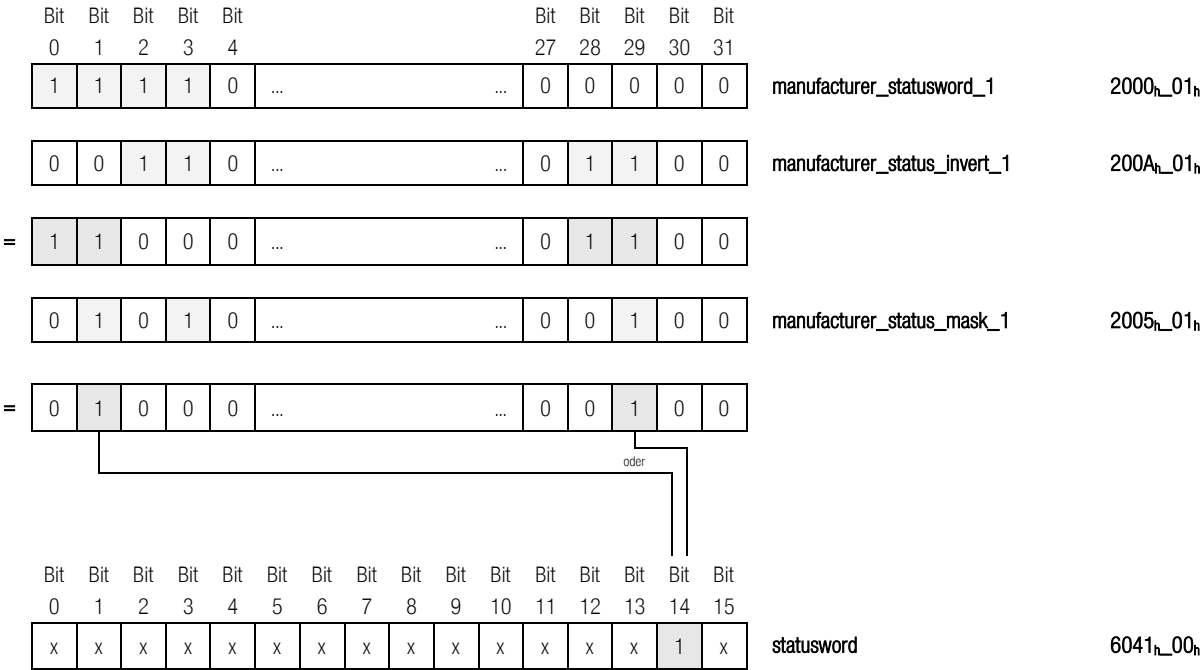 Bit Bit Bit Bit Bit Bit Bit Bit Bit Bit
0 1 2 3 4 27 28 29 30 31
1 1 1 1 0 ... ... 0 0 0 0 0 manufacturer_statusword_1 2000h_01h
0 0 1 1 0 ... ... 0 1 1 0 0 manufacturer_status_invert_1 200Ah_01h
= 1 1 0 0 0 ... ... 0 1 1 0 0
0 1 0 1 0 ... ... 0 0 1 0 0 manufacturer_status_mask_1 2005h_01h
= 0 1 0 0 0 ... ... 0 0 1 0 0
oder
Bit Bit Bit Bit Bit Bit Bit Bit Bit Bit Bit Bit Bit Bit Bit Bit
0 1 2 3 4 5 6 7 8 9 10 11 12 13 14 15
x x x x x x x x x x x x x x 1 x statusword 6041h_00h